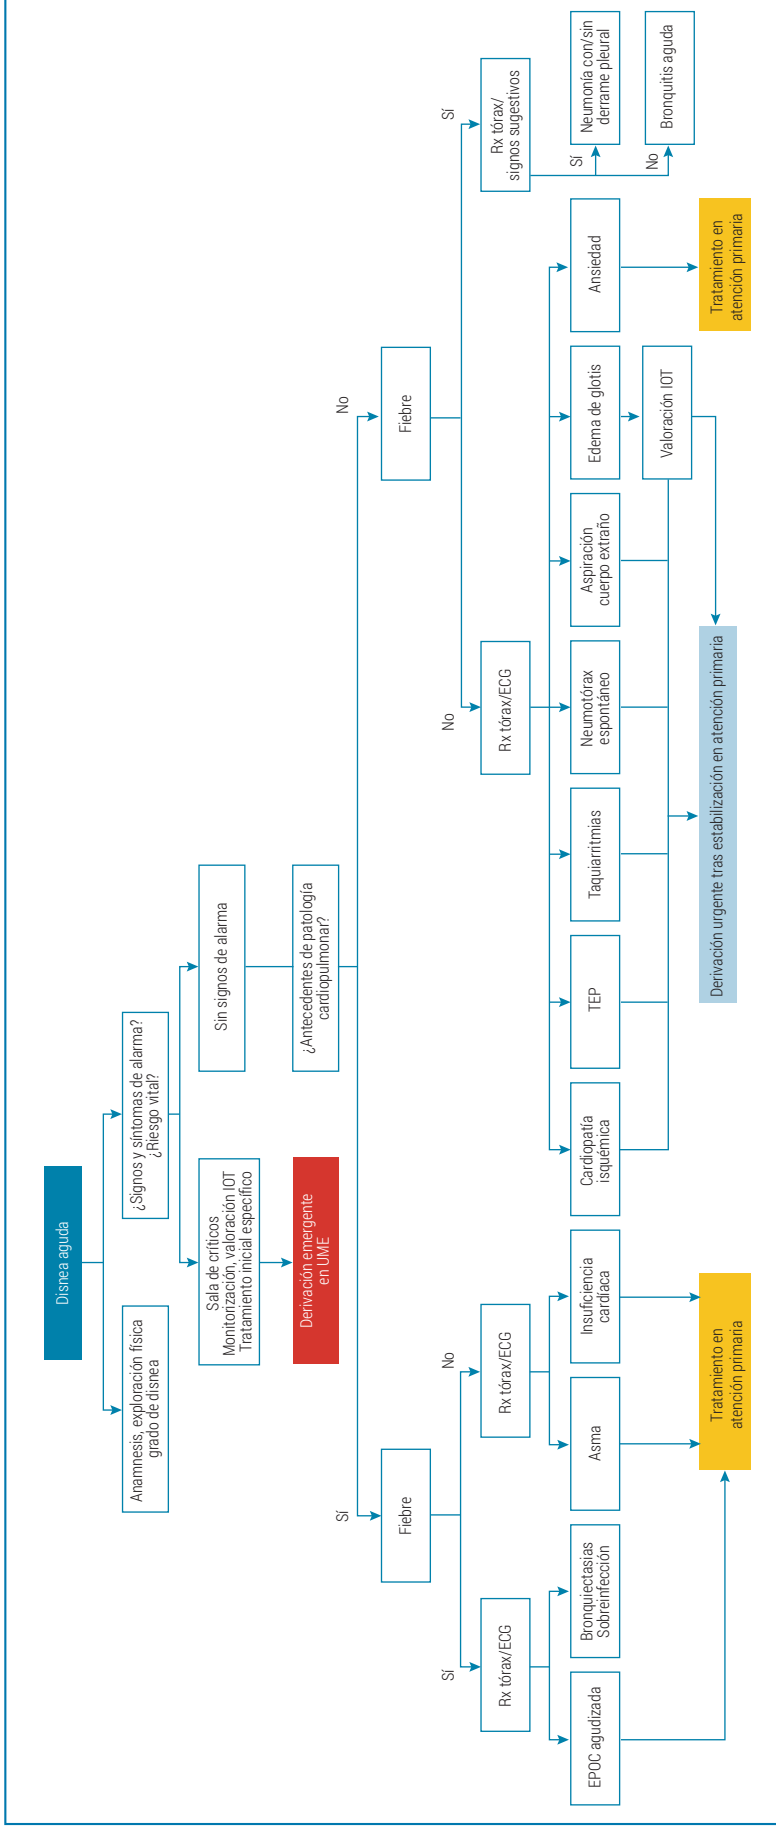 Disnea aguda
Anamnesis, exploración física
grado de disnea
¿Signos y síntomas de alarma?
¿Riesgo vital?
Sala de críticos
Monitorización, valoración IOT
Tratamiento inicial específico
Sin signos de alarma
Derivación emergente
en UME
¿Antecedentes de patología
cardiopulmonar?
Sí
No
Fiebre
Fiebre
Sí
No
No
Sí
Rx tórax/ECG
Rx tórax/ECG
Rx tórax/ECG
Rx tórax/
signos sugestivos
Sí
No
EPOC agudizada
Bronquiectasias
Sobreinfección
Asma
Insuficiencia
cardíaca
Cardiopatía
isquémica
TEP
Taquiarritmias
Neumotórax
espontáneo
Aspiración
cuerpo extraño
Edema de glotis
Ansiedad
Neumonía con/sin
derrame pleural
Bronquitis aguda
Valoración IOT
Tratamiento en
atención primaria
Derivación urgente tras estabilización en atención primaria
Tratamiento en
atención primaria